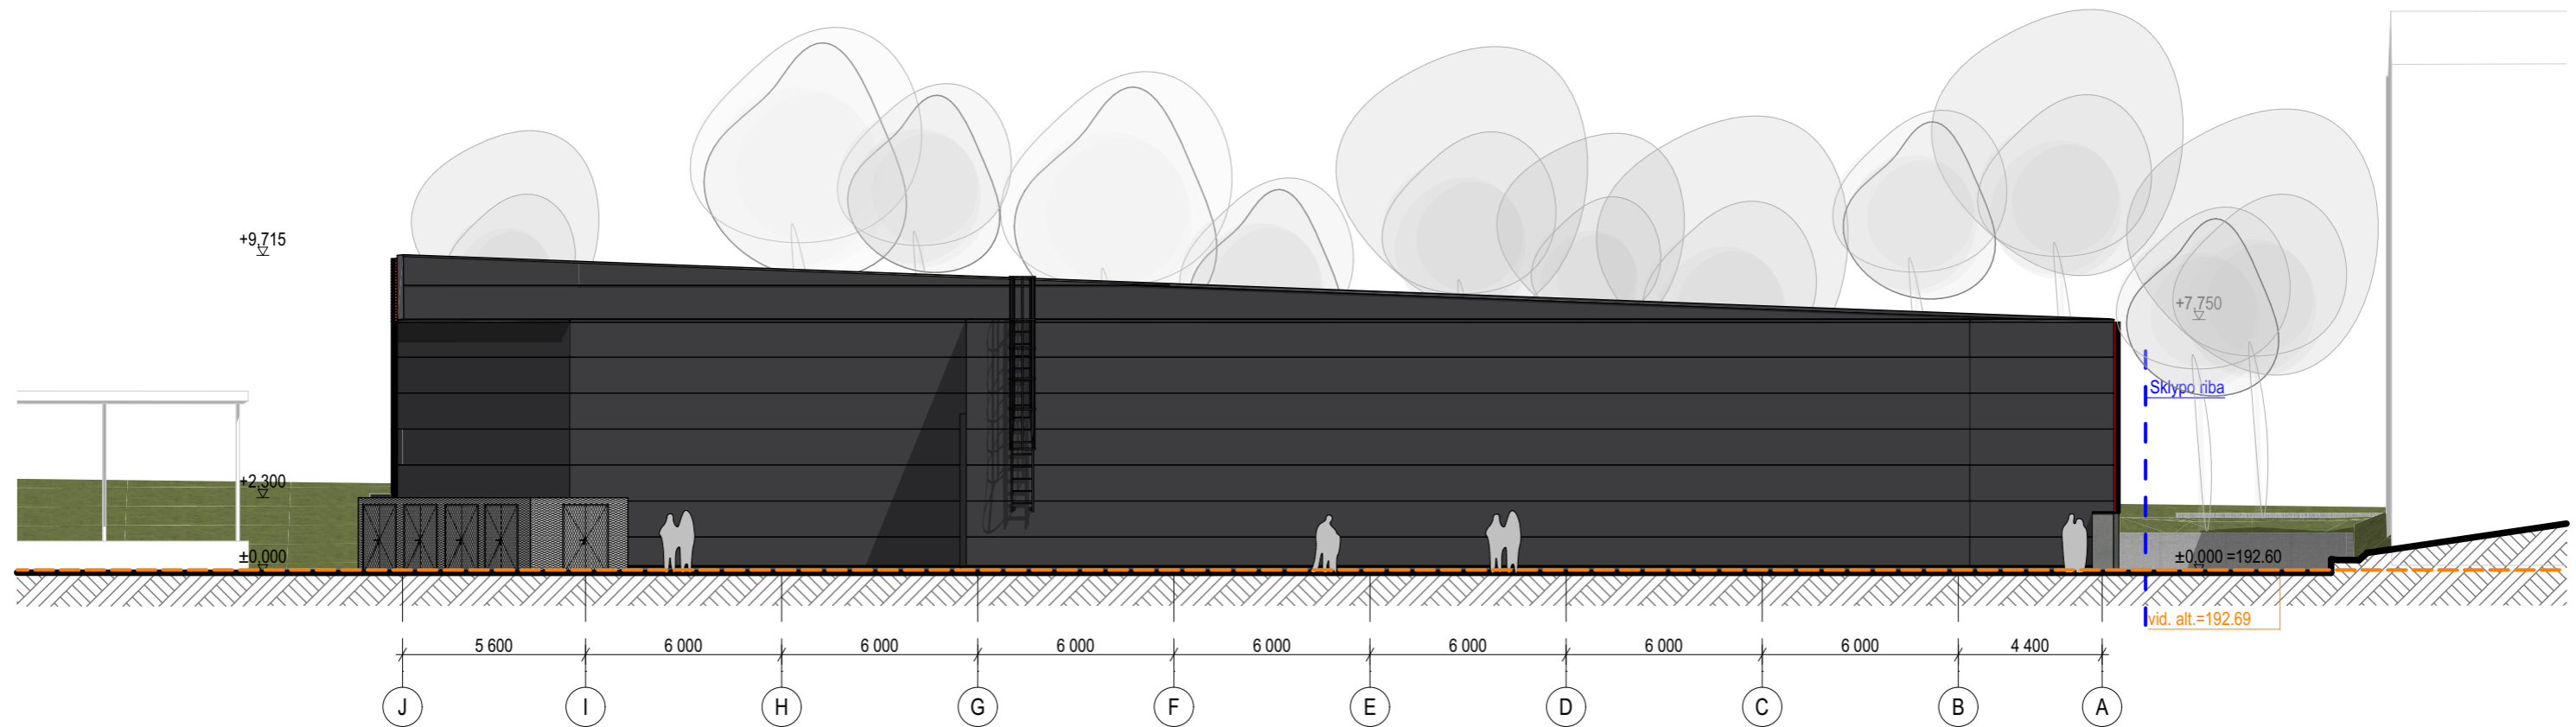 +9,715
+7,750
Sklypo riba
+2,300
±0,000
±0,000 =192.60
vid. alt.=192.69
5 600 6 000 6 000 6 000 6 000 6 000 6 000 6 000 4 400
J I H G F E D C B A